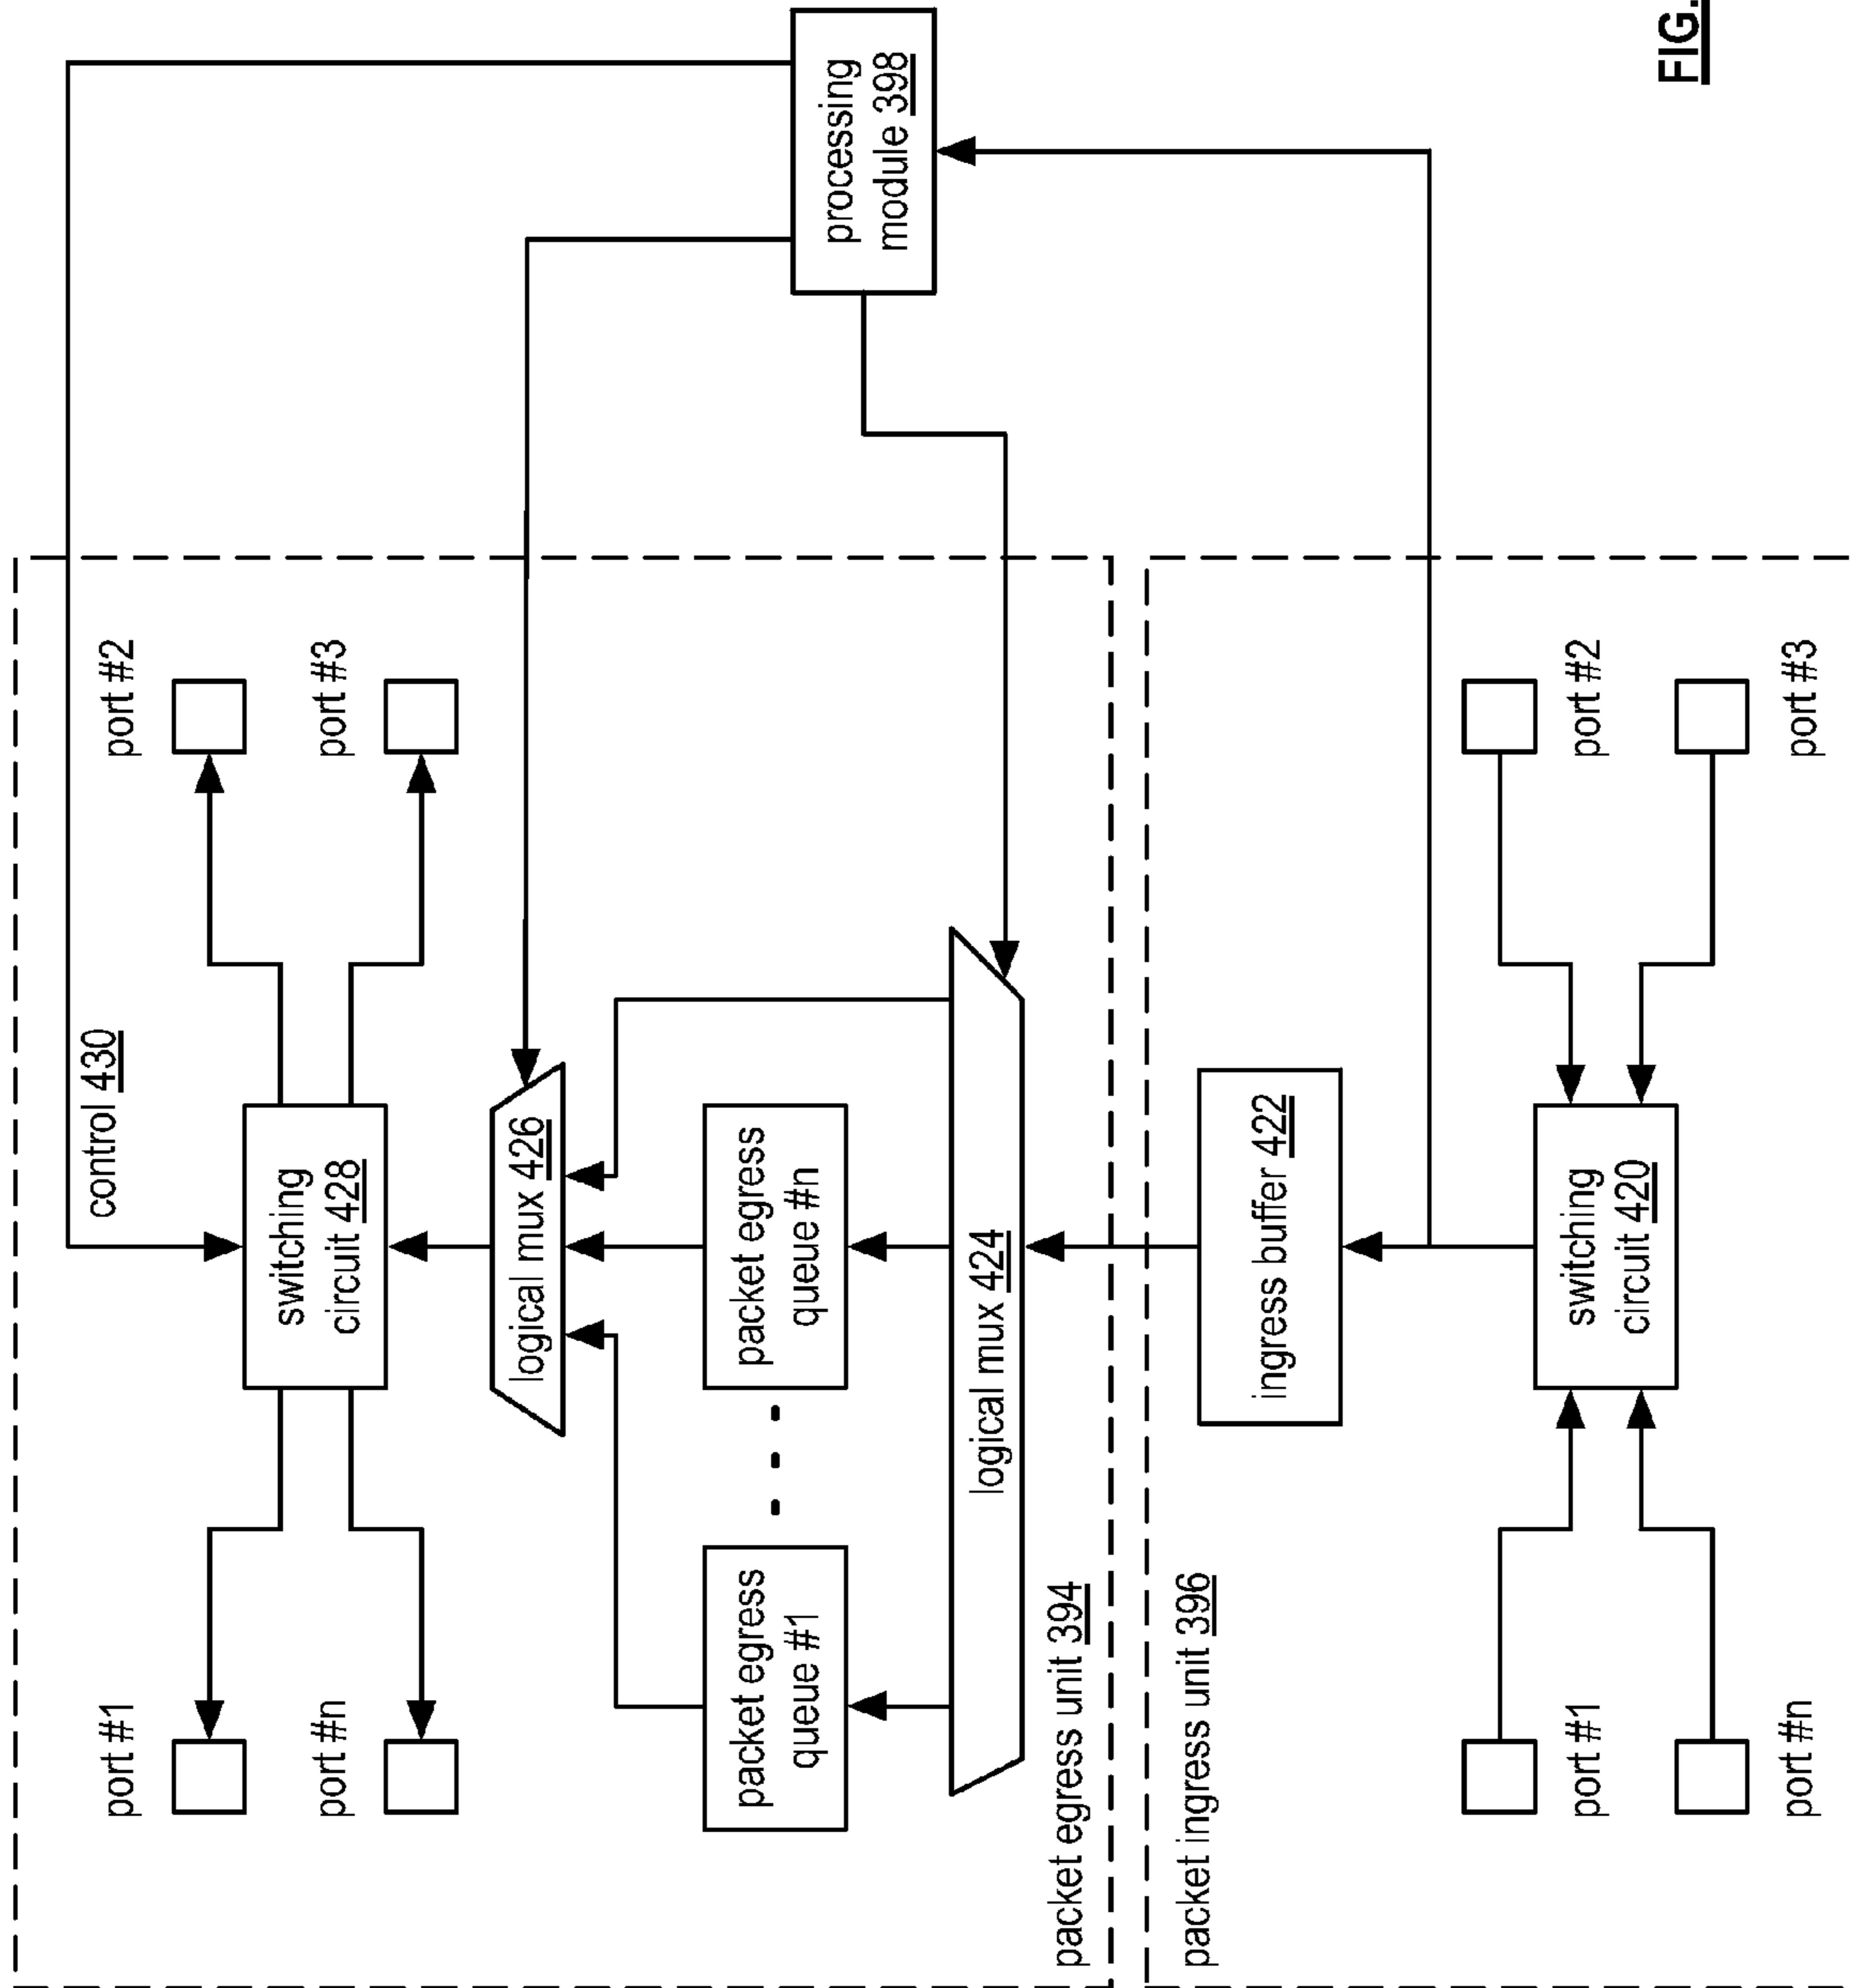 port #1
port #n
port #2
port #3
control 430
switching
circuit 428
logical mux 426
packet egress
queue #1
packet egress
queue #n
logical mux 424
packet egress unit 394
processing
module 398
packet ingress unit 396
ingress buffer 422
switching
circuit 420
port #1
port #n
port #2
port #3
FIG.